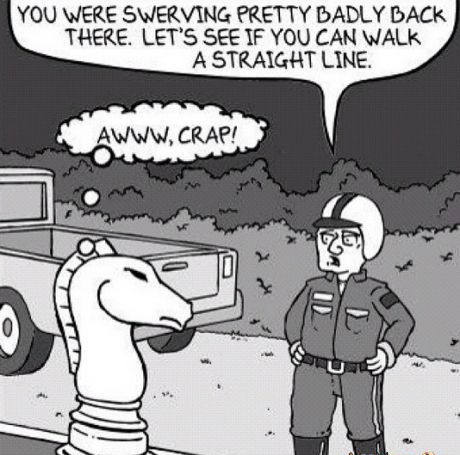 YOU WERE SWERVING PRETTY BADLY BACK
THERE. LET'S SEE IF YOU CAN WALK
A STRAIGHT LINE.
AWWW, CRAP!